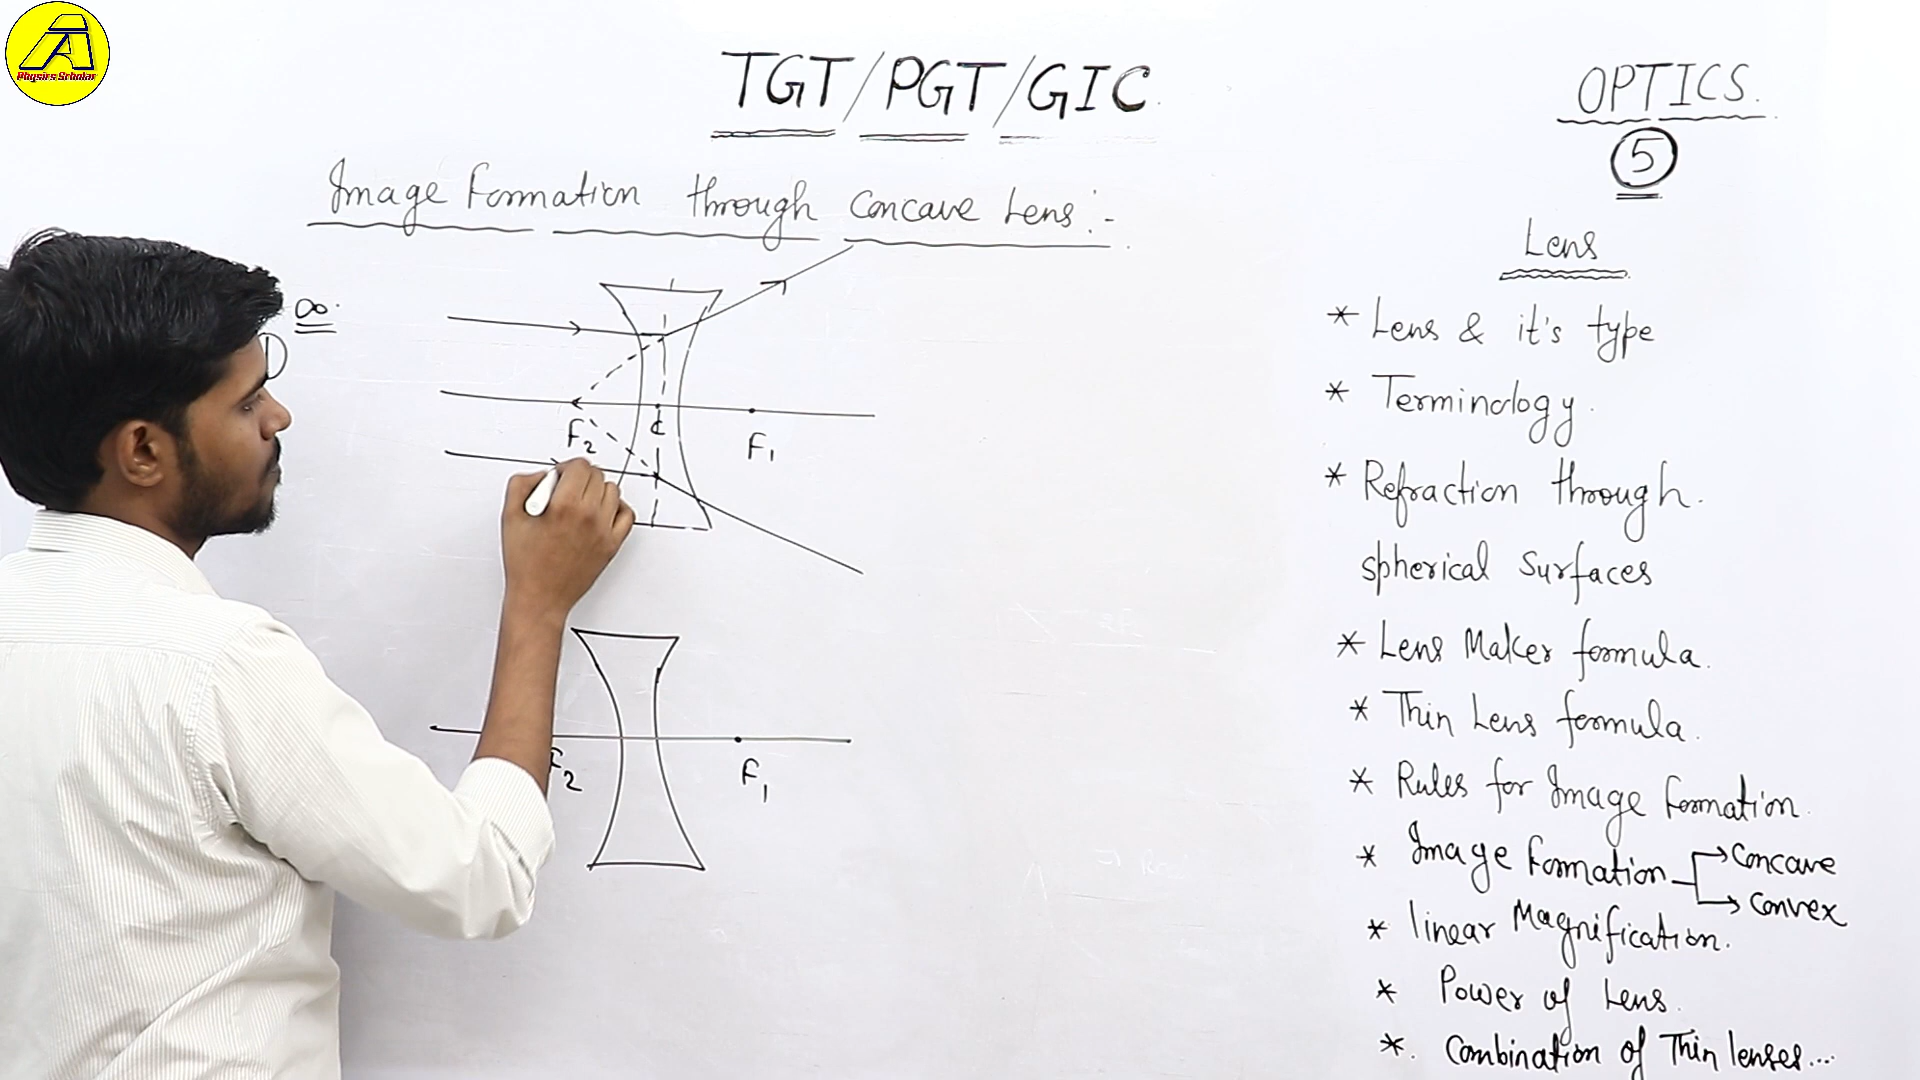 Physics Scholar
TGT/PGT/GIC
Image Formation through Concave Lens:-
∞
F2
C
F1
F2
F1
OPTICS.
5
Lens
* Lens & it's type
* Terminology.
* Refraction through.
spherical surfaces
* Lens Maker formula.
* Thin Lens formula.
* Rules for Image Formation.
* Image Formation → Concave
→ Convex
* linear Magnification.
* Power of Lens.
*. Combination of Thin lenses...